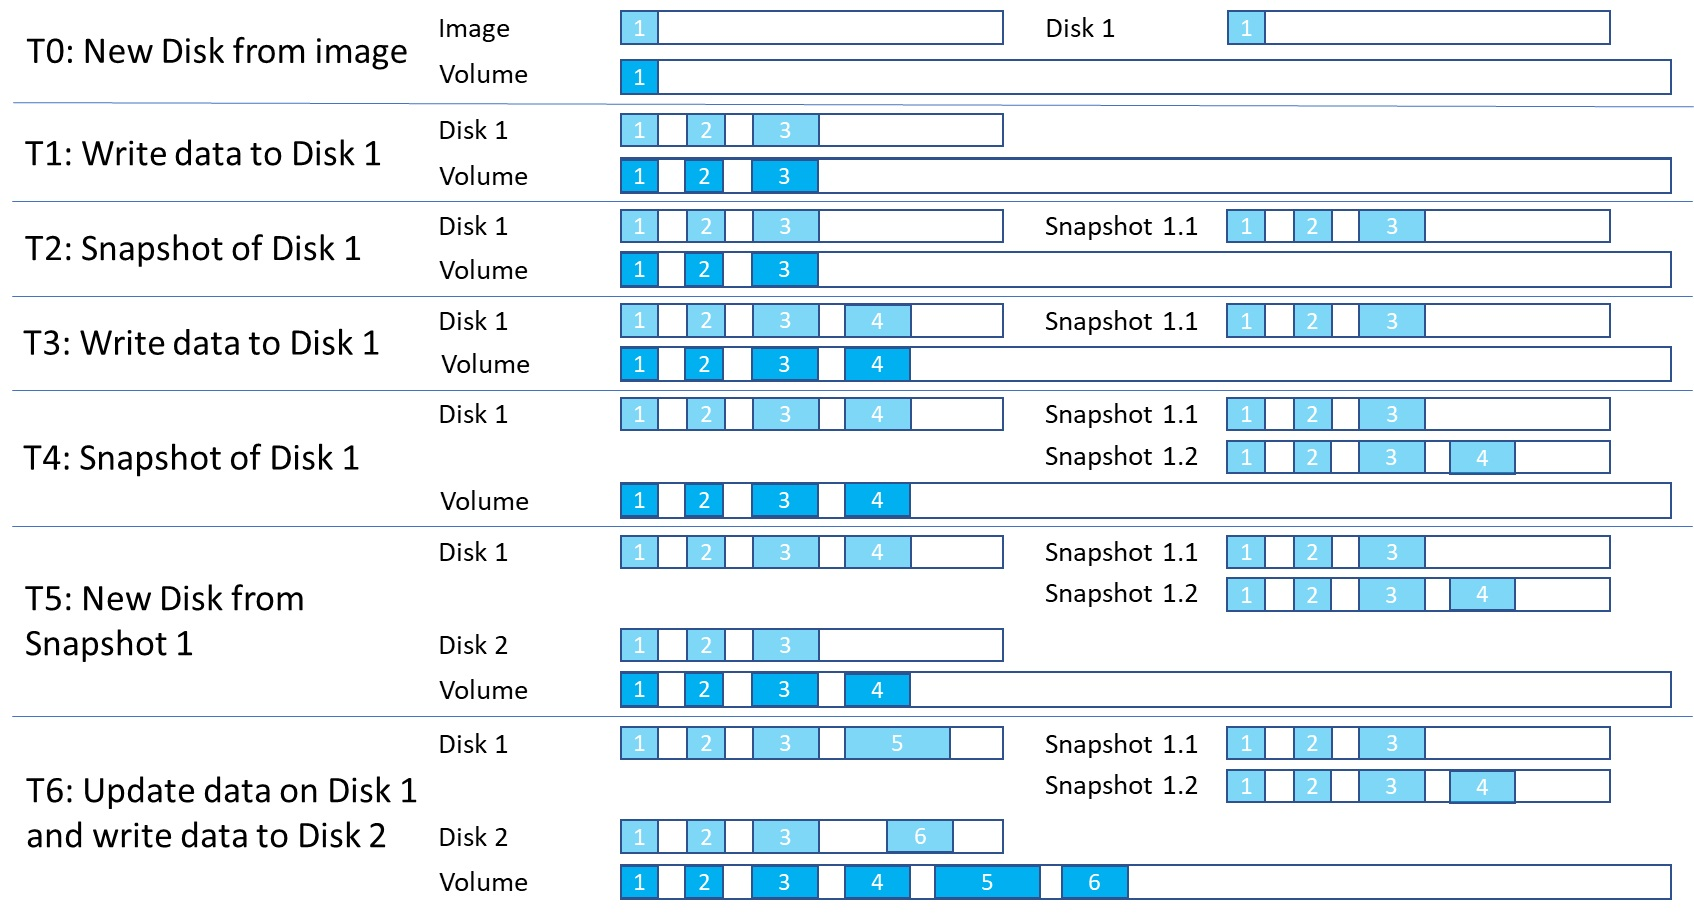 T0: New Disk from image
Image 1
Disk 1 1
Volume 1
T1: Write data to Disk 1
Disk 1 1 2 3
Volume 1 2 3
T2: Snapshot of Disk 1
Disk 1 1 2 3
Snapshot 1.1 1 2 3
Volume 1 2 3
T3: Write data to Disk 1
Disk 1 1 2 3 4
Snapshot 1.1 1 2 3
Volume 1 2 3 4
T4: Snapshot of Disk 1
Disk 1 1 2 3 4
Snapshot 1.1 1 2 3
Snapshot 1.2 1 2 3 4
Volume 1 2 3 4
T5: New Disk from
Snapshot 1
Disk 1 1 2 3 4
Snapshot 1.1 1 2 3
Snapshot 1.2 1 2 3 4
Disk 2 1 2 3
Volume 1 2 3 4
T6: Update data on Disk 1
and write data to Disk 2
Disk 1 1 2 3 5
Snapshot 1.1 1 2 3
Snapshot 1.2 1 2 3 4
Disk 2 1 2 3 6
Volume 1 2 3 4 5 6